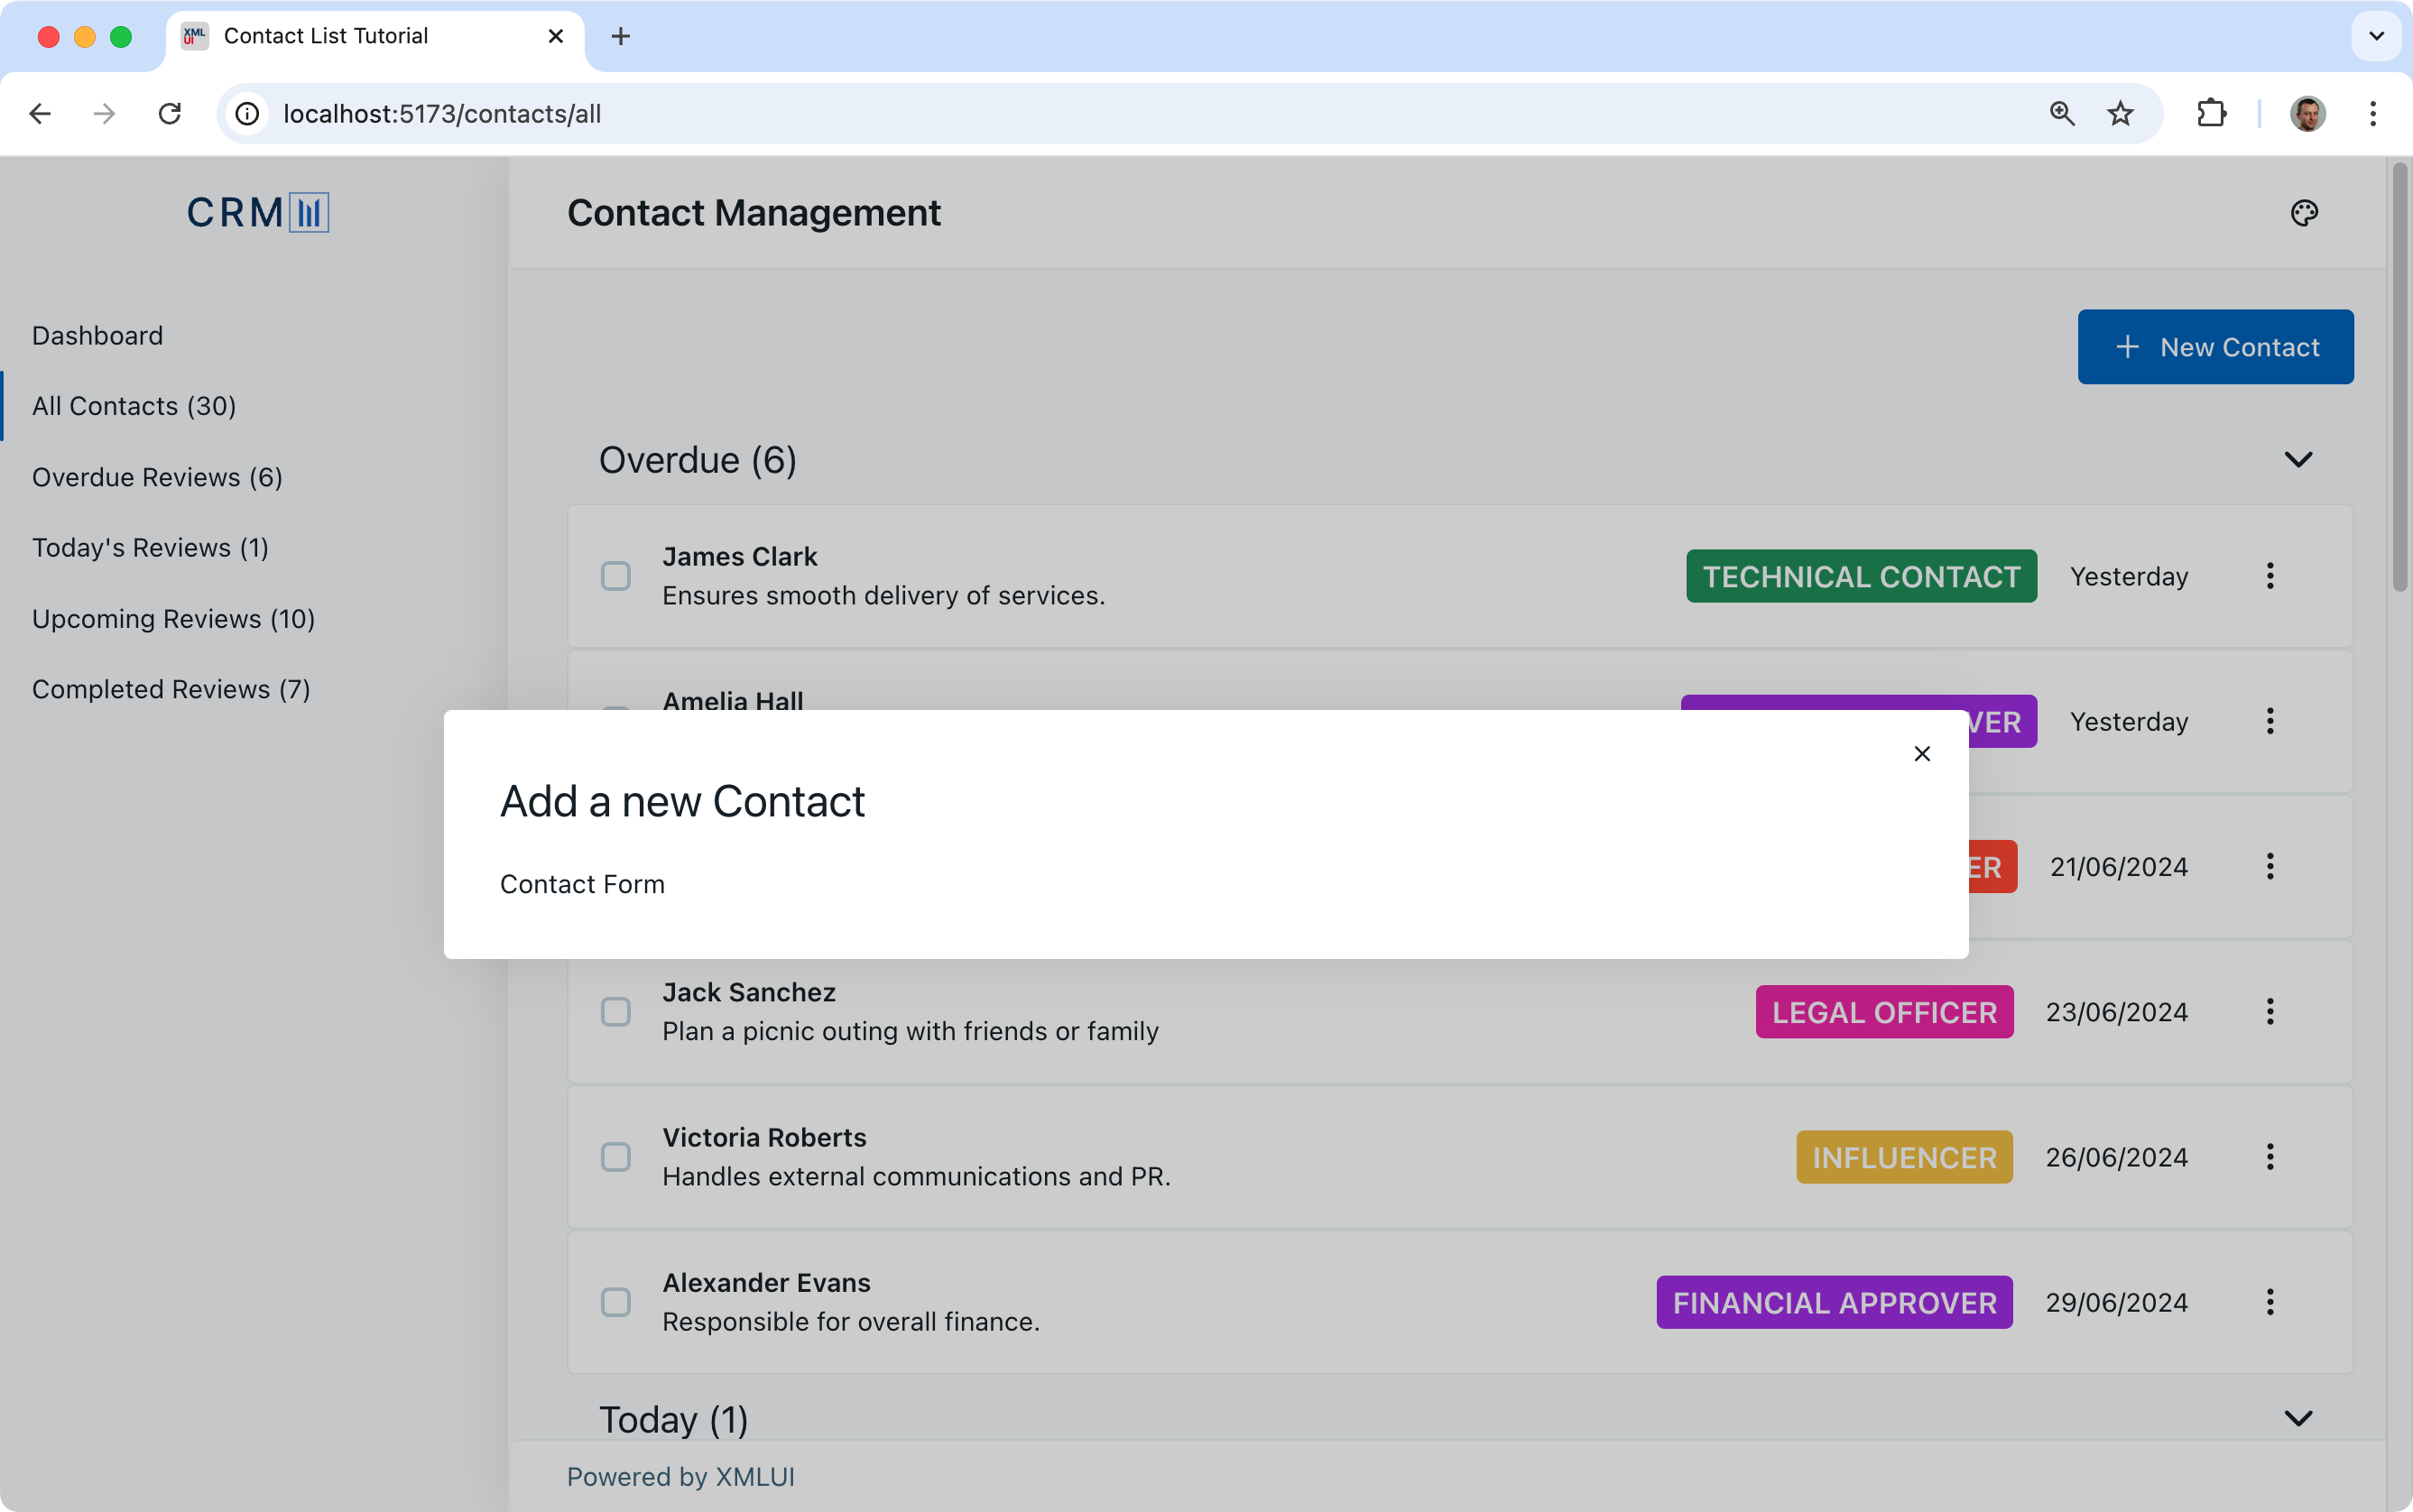 XML
UI
Contact List Tutorial
localhost:5173/contacts/all
CRM
Contact Management
Dashboard
All Contacts (30)
Overdue Reviews (6)
Today's Reviews (1)
Upcoming Reviews (10)
Completed Reviews (7)
New Contact
Overdue (6)
James Clark
Ensures smooth delivery of services.
TECHNICAL CONTACT
Yesterday
Amelia Hall
Yesterday
Add a new Contact
Contact Form
21/06/2024
Jack Sanchez
Plan a picnic outing with friends or family
LEGAL OFFICER
23/06/2024
Victoria Roberts
Handles external communications and PR.
INFLUENCER
26/06/2024
Alexander Evans
Responsible for overall finance.
FINANCIAL APPROVER
29/06/2024
Today (1)
Powered by XMLUI